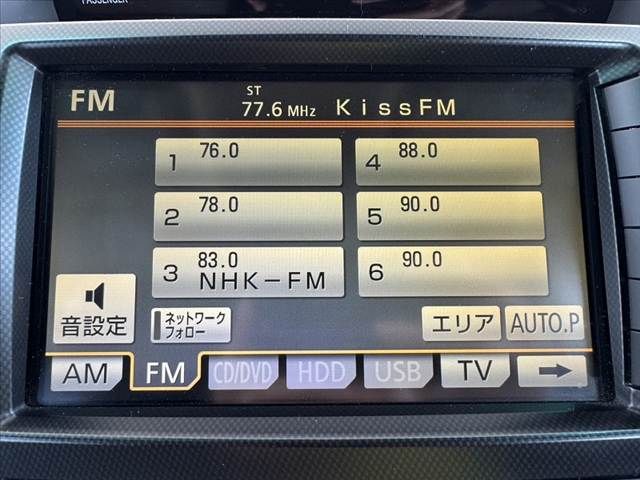 PASSENGER
FM ST 77.6 MHz KissFM
1 76.0
4 88.0
2 78.0
5 90.0
3 83.0 NHK-FM
6 90.0
音設定
ネットワーク
フォロー
エリア
AUTO.P
AM FM CD/DVD HDD USB TV